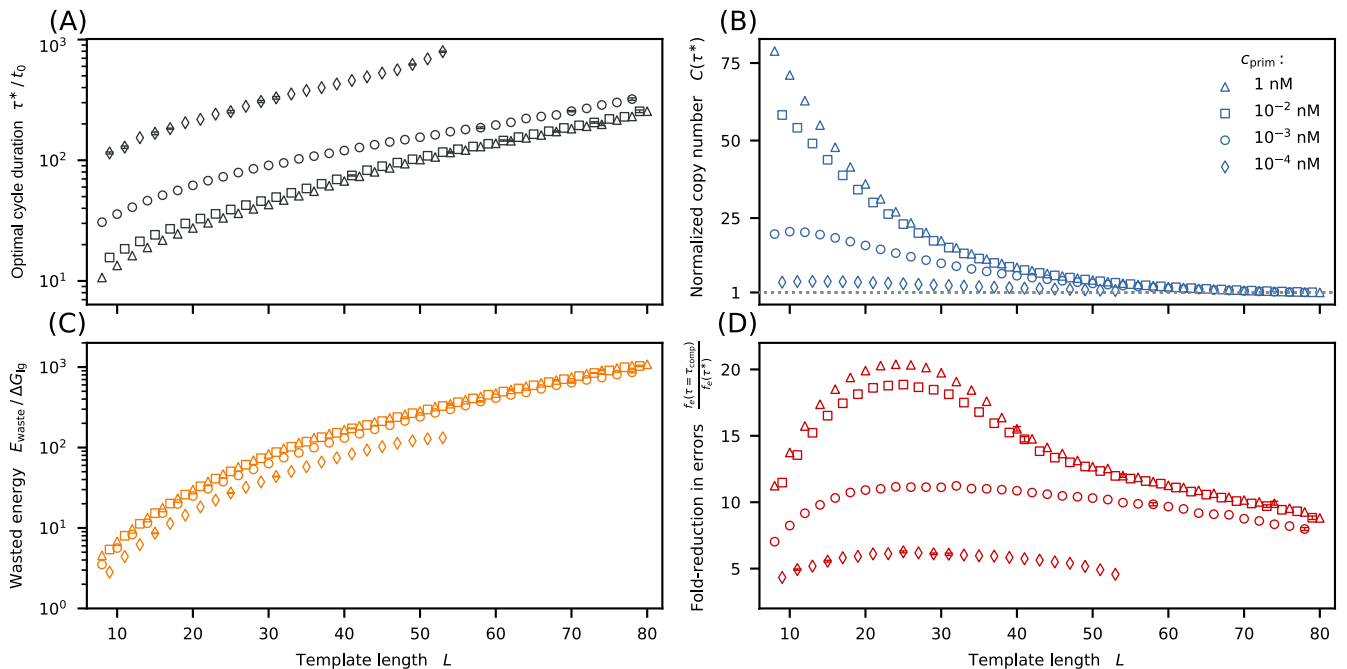 (A)
Optimal cycle duration τ* / t₀
10³
10²
10¹
(B)
Normalized copy number C(τ*)
75
50
25
1
c_prim :
1 nM
10⁻² nM
10⁻³ nM
10⁻⁴ nM
(C)
Wasted energy E_waste / ΔG_lg
10³
10²
10¹
10⁰
10 20 30 40 50 60 70 80
Template length L
(D)
Fold-reduction in errors f_e(τ = τ_comp) / f_e(τ*)
20
15
10
5
10 20 30 40 50 60 70 80
Template length L